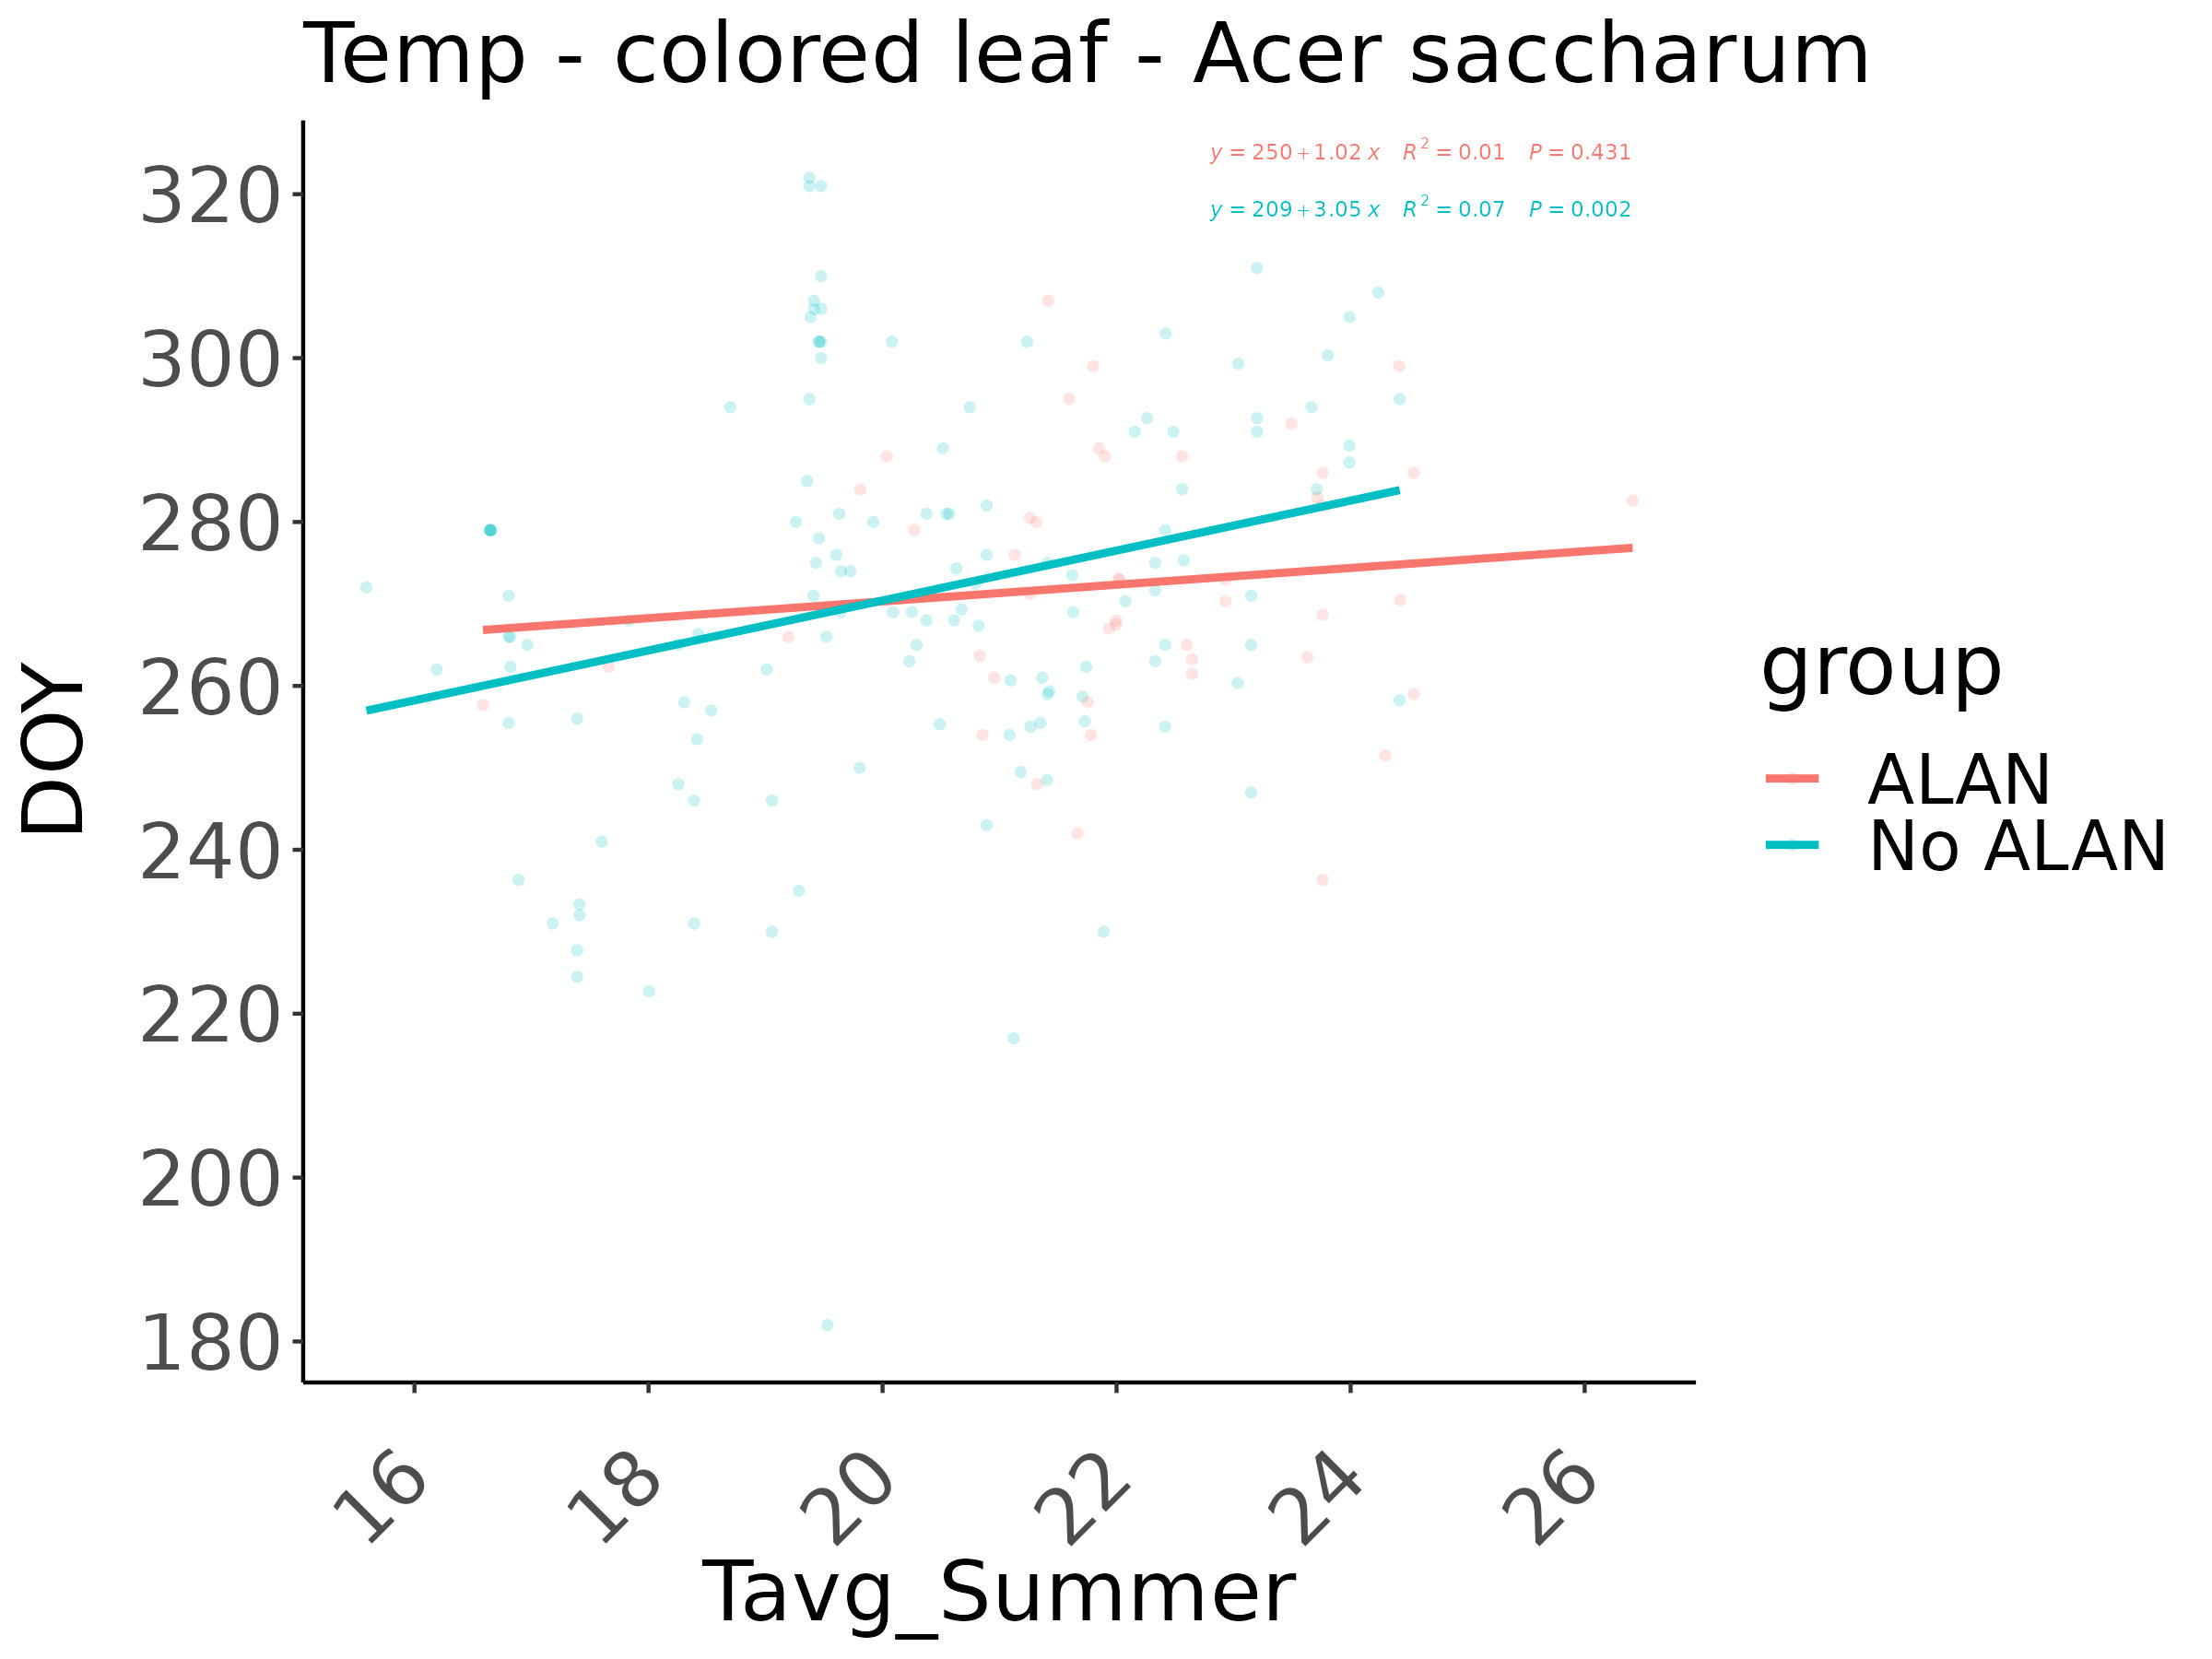 Temp - colored leaf - Acer saccharum
y = 250 + 1.02 x R² = 0.01 P = 0.431
y = 209 + 3.05 x R² = 0.07 P = 0.002
320
300
280
260
240
220
200
180
DOY
16 18 20 22 24 26
Tavg_Summer
group
ALAN
No ALAN